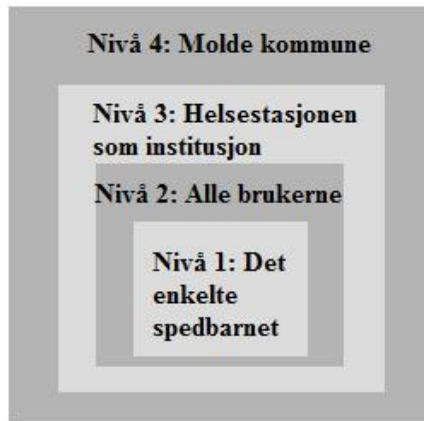 Nivå 4: Molde kommune
Nivå 3: Helsestasjonen
som institusjon
Nivå 2: Alle brukerne
Nivå 1: Det
enkelte
spedbarnet